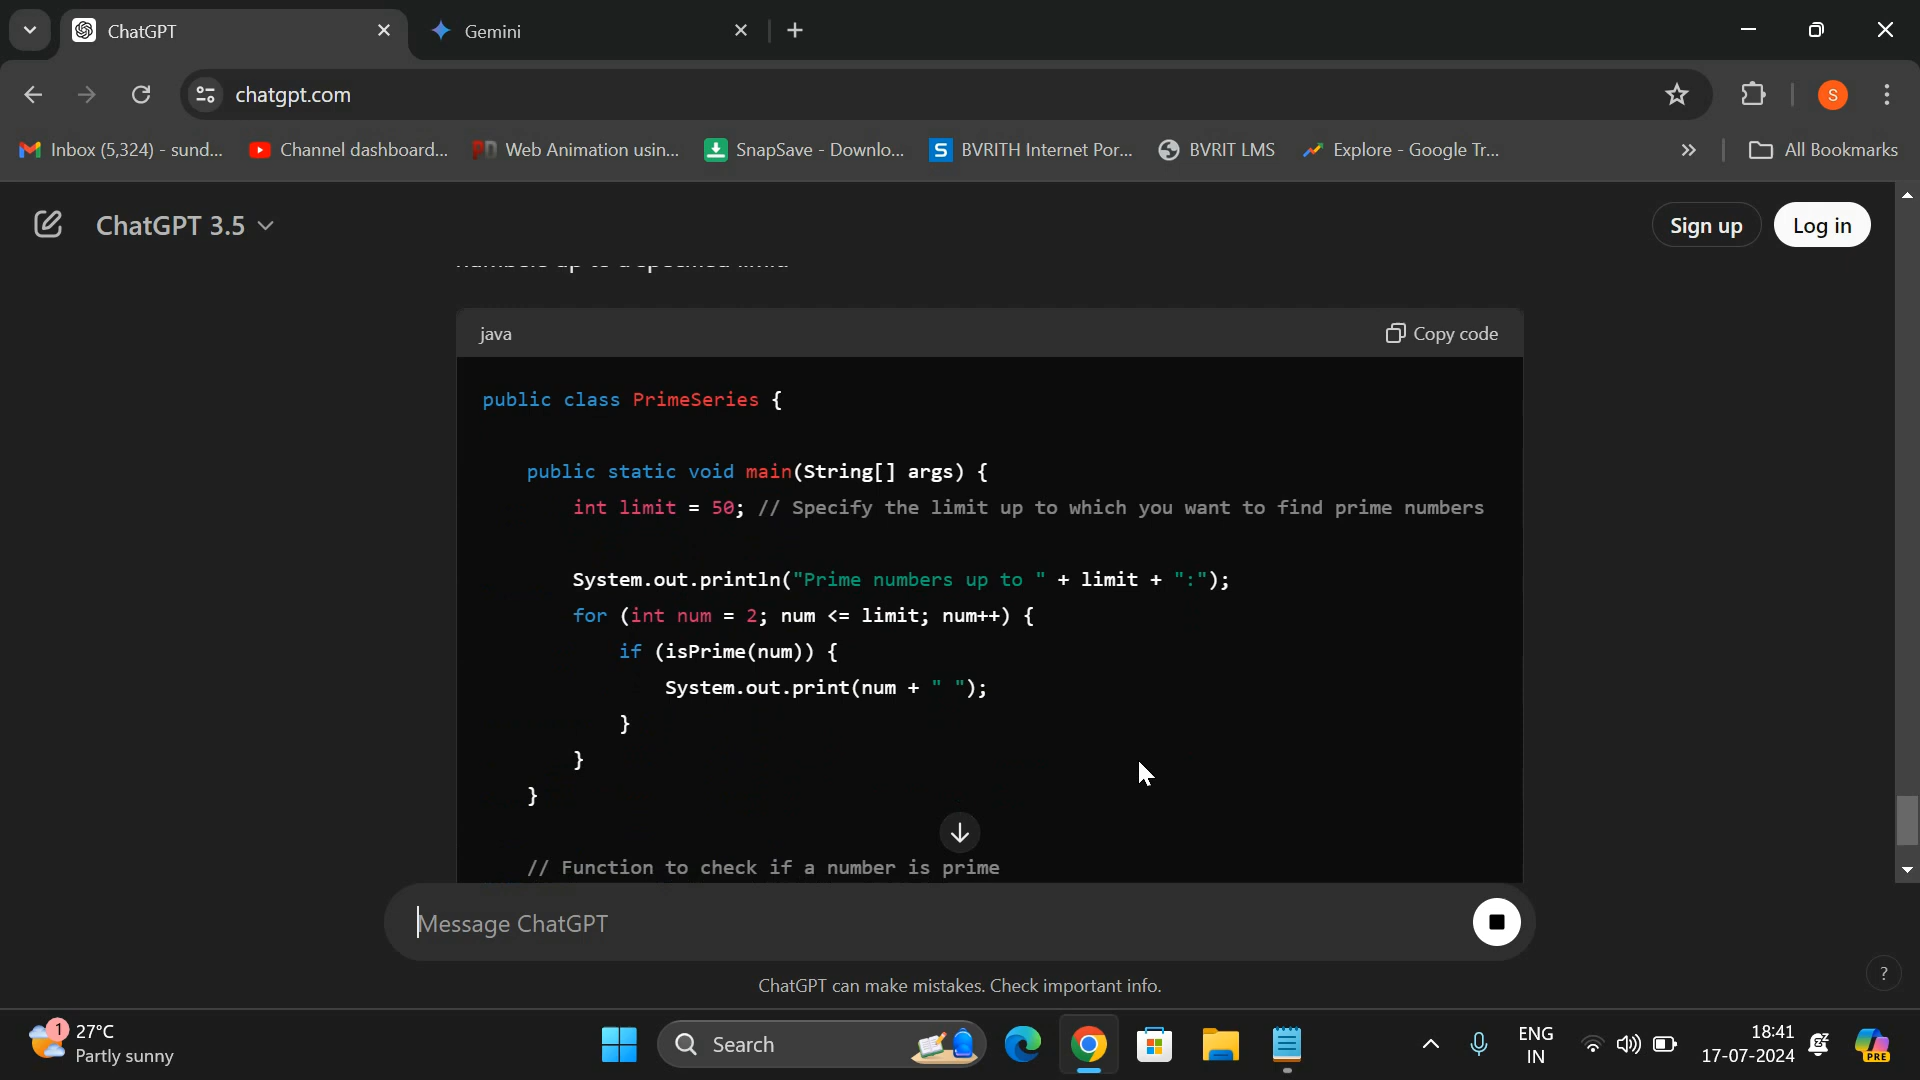 ChatGPT
Gemini
chatgpt.com
S
Inbox (5,324) - sund...
Channel dashboard...
Web Animation usin...
SnapSave - Downlo...
BVRITH Internet Por...
BVRIT LMS
Explore - Google Tr...
All Bookmarks
ChatGPT 3.5
Sign up
Log in
java
Copy code
public class PrimeSeries {
public static void main(String[] args) {
int limit = 50; // Specify the limit up to which you want to find prime numbers
System.out.println("Prime numbers up to " + limit + ":");
for (int num = 2; num <= limit; num++) {
if (isPrime(num)) {
System.out.print(num + " ");
}
}
}
// Function to check if a number is prime
Message ChatGPT
ChatGPT can make mistakes. Check important info.
?
1
27°C
Partly sunny
Search
ENG
IN
18:41
17-07-2024
PRE